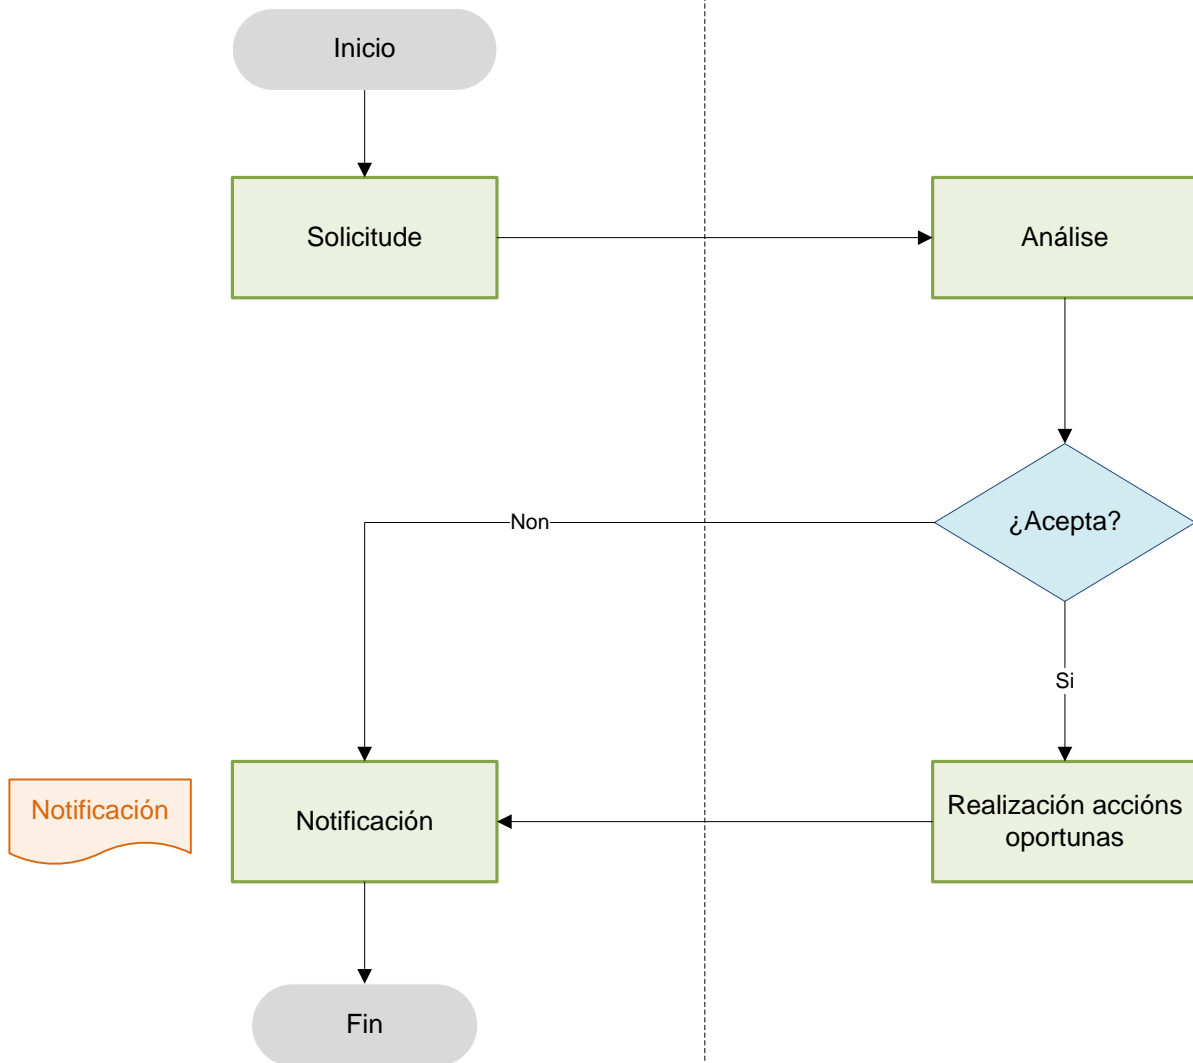 Inicio
Solicitude
Análise
¿Acepta?
Non
Si
Notificación
Notificación
Realización accións
oportunas
Fin